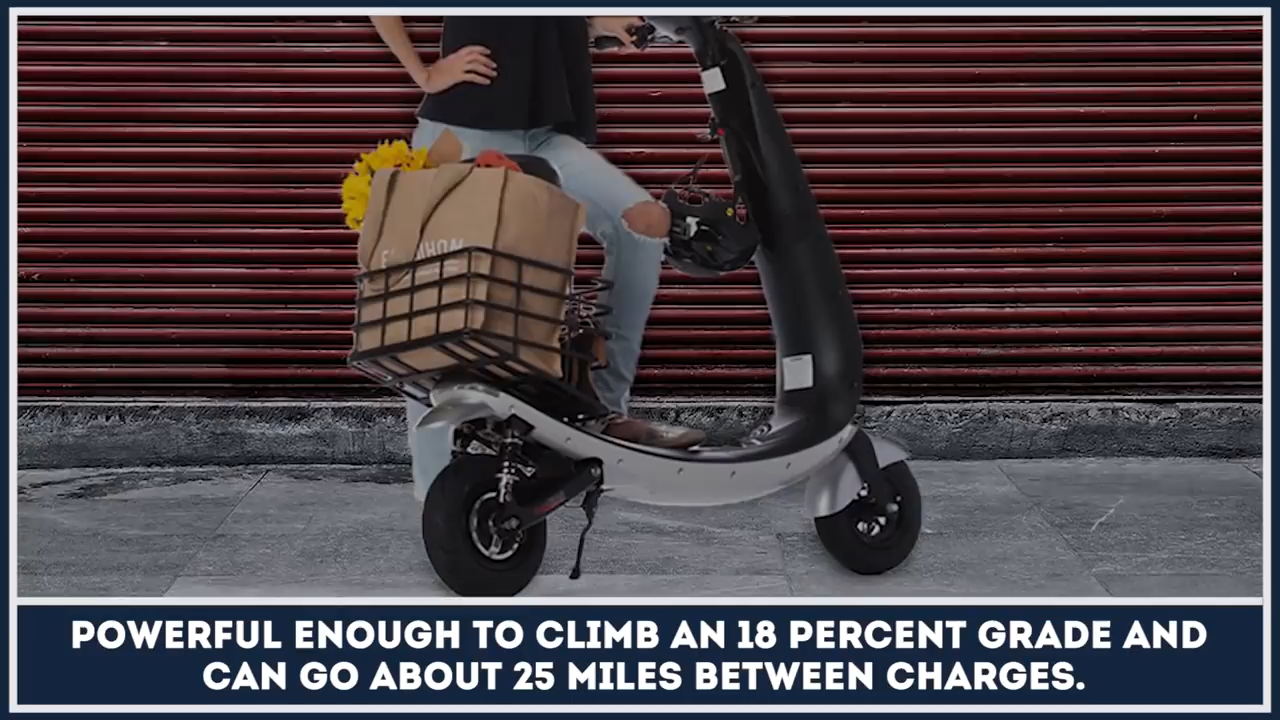 POWERFUL ENOUGH TO CLIMB AN 18 PERCENT GRADE AND
CAN GO ABOUT 25 MILES BETWEEN CHARGES.